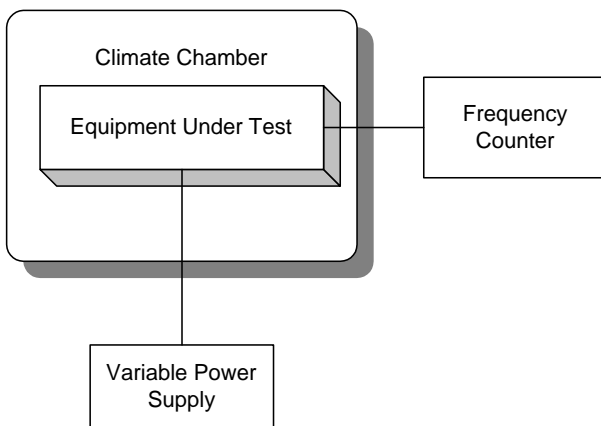 Climate Chamber
Equipment Under Test
Frequency
Counter
Variable Power
Supply